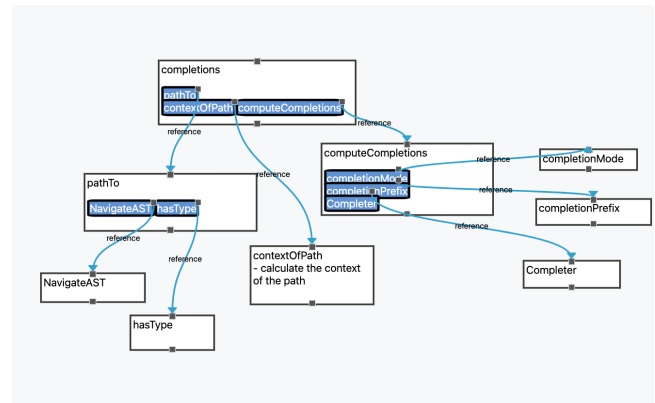 completions
pathTo
contextOfPath computeCompletions
reference
reference
computeCompletions
reference
completionMode
completionMode
reference
completionPrefix
Completer
completionPrefix
reference
pathTo
NavigateAST hasType
reference
reference
reference
contextOfPath
- calculate the context
of the path
Completer
NavigateAST
hasType